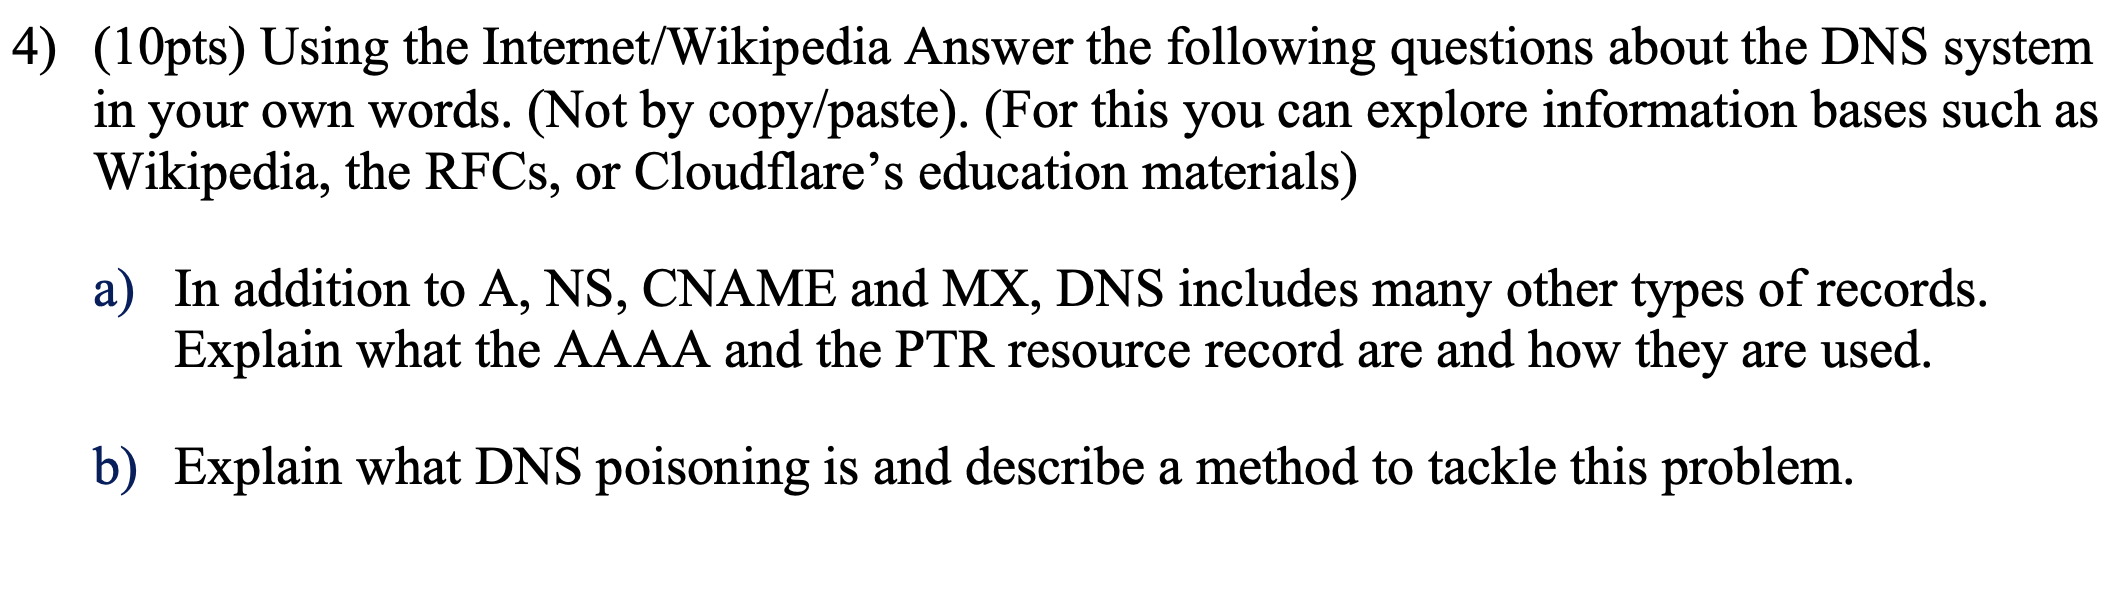 4) (10pts) Using the Internet/Wikipedia Answer the following questions about the DNS system
in your own words. (Not by copy/paste). (For this you can explore information bases such as
Wikipedia, the RFCs, or Cloudflare’s education materials)
a) In addition to A, NS, CNAME and MX, DNS includes many other types of records.
Explain what the AAAA and the PTR resource record are and how they are used.
b) Explain what DNS poisoning is and describe a method to tackle this problem.